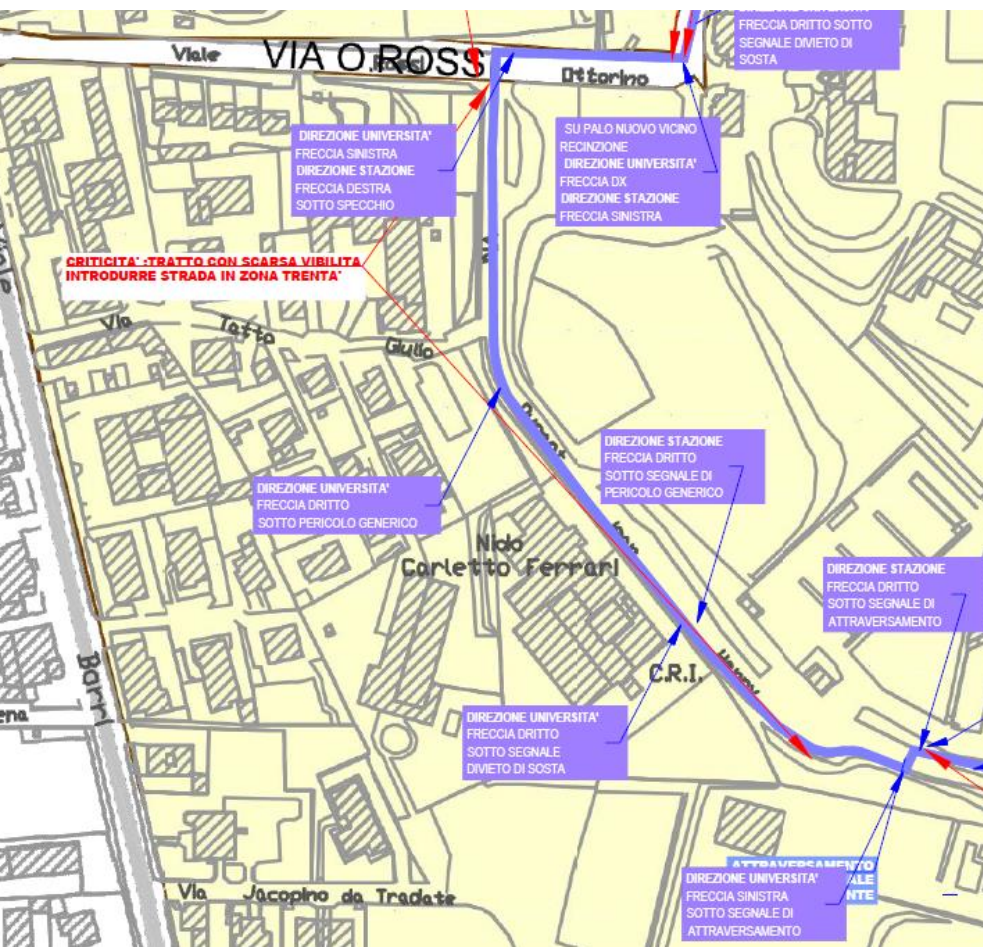 FRECCIA DRITTO SOTTO
SEGNALE DIVIETO DI
SOSTA
Viale
VIA O.ROSS
Ottorino
DIREZIONE UNIVERSITA'
FRECCIA SINISTRA
DIREZIONE STAZIONE
FRECCIA DESTRA
SOTTO SPECCHIO
SU PALO NUOVO VICINO
RECINZIONE
DIREZIONE UNIVERSITA'
FRECCIA DX
DIREZIONE STAZIONE
FRECCIA SINISTRA
CRITICITA' :TRATTO CON SCARSA VIBILITA
INTRODURRE STRADA IN ZONA TRENTA'
Via
Tatto
Giulio
DIREZIONE STAZIONE
FRECCIA DRITTO
SOTTO SEGNALE DI
PERICOLO GENERICO
DIREZIONE UNIVERSITA'
FRECCIA DRITTO
SOTTO PERICOLO GENERICO
Nido
Carletto Ferrari
DIREZIONE STAZIONE
FRECCIA DRITTO
SOTTO SEGNALE DI
ATTRAVERSAMENTO
C.R.I.
DIREZIONE UNIVERSITA'
FRECCIA DRITTO
SOTTO SEGNALE
DIVIETO DI SOSTA
Borri
ATTRAVERSAMENTO
DIREZIONE UNIVERSITA'
FRECCIA SINISTRA
SOTTO SEGNALE DI
ATTRAVERSAMENTO
Via Jacopino da Tradate